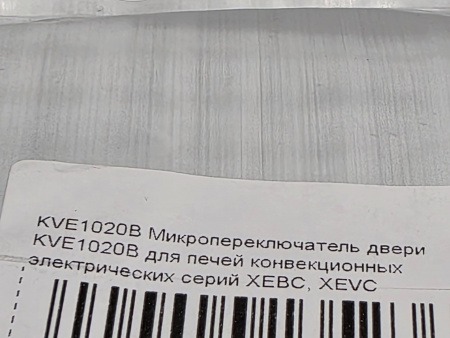 KVE1020B Микропереключатель двери
KVE1020B для печей конвекционных
электрических серий XEBC, XEVC